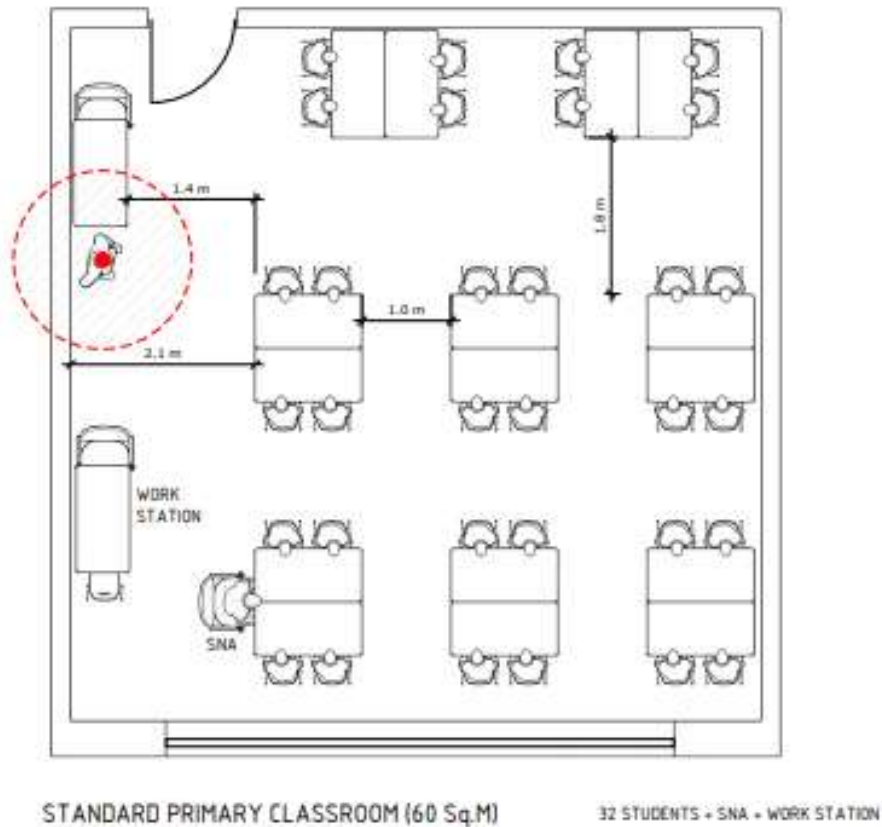 1.4 m
1.8 m
1.0 m
2.1 m
WORK
STATION
SNA
STANDARD PRIMARY CLASSROOM (60 Sq.M)
32 STUDENTS + SNA + WORK STATION